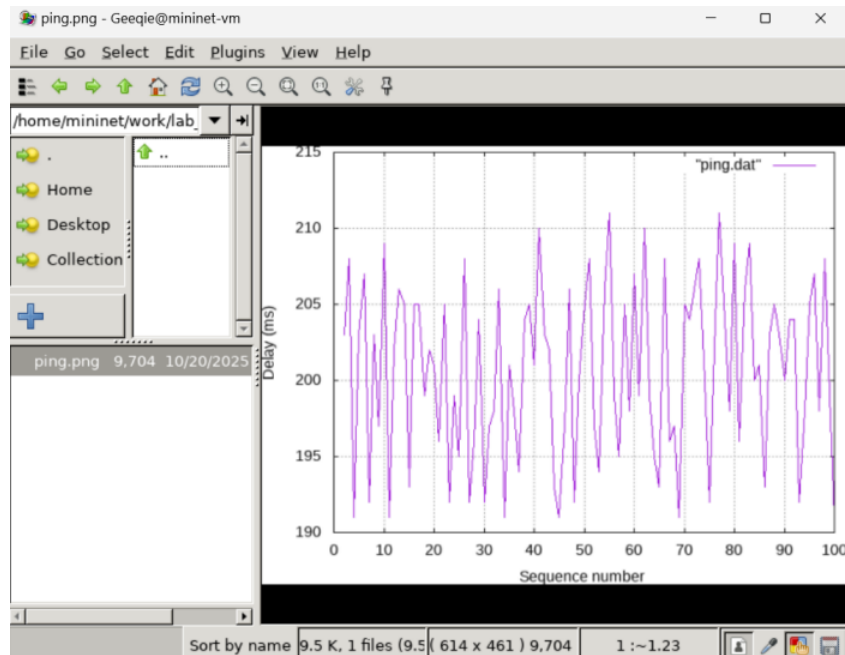 ping.png - Geeqie@mininet-vm
File Go Select Edit Plugins View Help
/home/mininet/work/lab_
.
..
Home
Desktop
Collection
ping.png 9,704 10/20/2025
"ping.dat"
215
210
205
200
195
190
Delay (ms)
0 10 20 30 40 50 60 70 80 90 100
Sequence number
Sort by name 9.5 K, 1 files (9.5 ( 614 x 461 ) 9,704 1 :~1.23